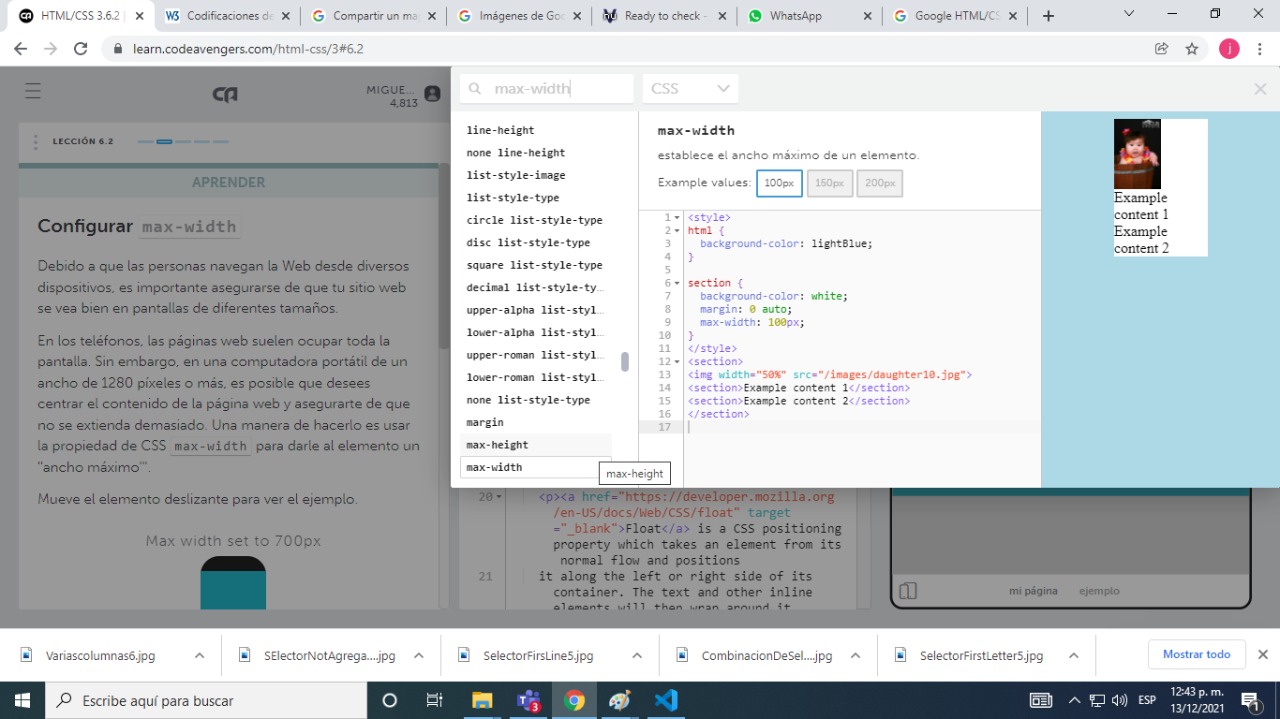 HTML/CSS 3.6.2 |
Codificaciones de
Compartir un ma
Imágenes de Goo
Ready to check -
WhatsApp
Google HTML/CS
learn.codeavengers.com/html-css/3#6.2
j
MIGUE...
4,813
LECCIÓN 6.2
APRENDER
Configurar max-width
Debido a que las personas navegan la Web desde diversos
dispositivos, es importante asegurarse de que tu sitio web
se vea bien en pantallas de diferentes tamaños.
En los teléfonos, las páginas web suelen ocupar toda la
pantalla. Sin embargo, en una computadora portátil de un
ancho de 1280 píxeles o más, es posible que desees
centrar el contenido de la página web y asegurarte de que
no se extienda demasiado. Una manera de hacerlo es usar
la propiedad de CSS max-width para darle al elemento un
"ancho máximo'".
Mueve el elemento deslizante para ver el ejemplo.
Max width set to 700px
max-width
CSS
line-height
none line-height
list-style-image
list-style-type
circle list-style-type
disc list-style-type
square list-style-type
decimal list-style-ty...
upper-alpha list-styl...
lower-alpha list-styl...
upper-roman list-styl...
lower-roman list-styl...
none list-style-type
margin
max-height
max-width
max-height
max-width
establece el ancho máximo de un elemento.
Example values: 100px 150px 200px
1 <style>
2 html {
3 background-color: lightBlue;
4 }
5
6 section {
7 background-color: white;
8 margin: 0 auto;
9 max-width: 100px;
10 }
11 </style>
12 <section>
13 <img width="50%" src="/images/daughter10.jpg">
14 <section>Example content 1</section>
15 <section>Example content 2</section>
16 </section>
17
Example
content 1
Example
content 2
20 <p><a href="https://developer.mozilla.org
/en-US/docs/Web/CSS/float" target
="_blank">Float</a> is a CSS positioning
property which takes an element from its
normal flow and positions
21 it along the left or right side of its
container. The text and other inline
elements will then wrap around it
mi página ejemplo
Variascolumnas6.jpg
SElectorNotAgrega....jpg
SelectorFirsLine5.jpg
CombinacionDeSel....jpg
SelectorFirstLetter5.jpg
Mostrar todo
Escribe aquí para buscar
3
ESP
12:43 p. m.
13/12/2021
1